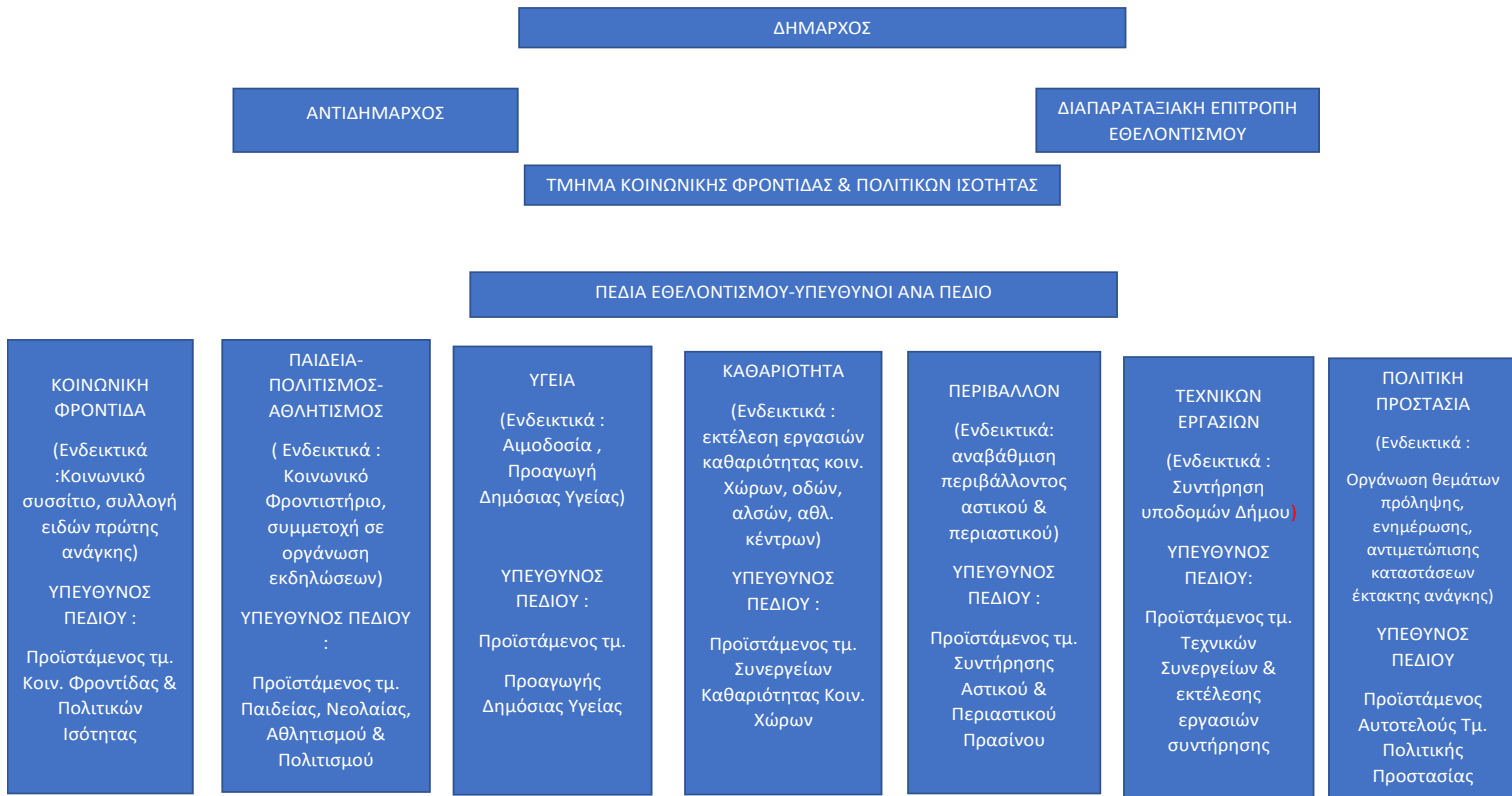 ΔΗΜΑΡΧΟΣ
ΑΝΤΙΔΗΜΑΡΧΟΣ
ΔΙΑΠΑΡΑΤΑΞΙΑΚΗ ΕΠΙΤΡΟΠΗ
ΕΘΕΛΟΝΤΙΣΜΟΥ
ΤΜΗΜΑ ΚΟΙΝΩΝΙΚΗΣ ΦΡΟΝΤΙΔΑΣ & ΠΟΛΙΤΙΚΩΝ ΙΣΟΤΗΤΑΣ
ΠΕΔΙΑ ΕΘΕΛΟΝΤΙΣΜΟΥ-ΥΠΕΥΘΥΝΟΙ ΑΝΑ ΠΕΔΙΟ
ΚΟΙΝΩΝΙΚΗ
ΦΡΟΝΤΙΔΑ
(Ενδεικτικά
:Κοινωνικό
συσσίτιο, συλλογή
ειδών πρώτης
ανάγκης)
ΥΠΕΥΘΥΝΟΣ
ΠΕΔΙΟΥ :
Προϊστάμενος τμ.
Κοιν. Φροντίδας &
Πολιτικών
Ισότητας
ΠΑΙΔΕΙΑ-
ΠΟΛΙΤΙΣΜΟΣ-
ΑΘΛΗΤΙΣΜΟΣ
( Ενδεικτικά :
Κοινωνικό
Φροντιστήριο,
συμμετοχή σε
οργάνωση
εκδηλώσεων)
ΥΠΕΥΘΥΝΟΣ ΠΕΔΙΟΥ
:
Προϊστάμενος τμ.
Παιδείας, Νεολαίας,
Αθλητισμού &
Πολιτισμού
ΥΓΕΙΑ
(Ενδεικτικά :
Αιμοδοσία ,
Προαγωγή
Δημόσιας Υγείας)
ΥΠΕΥΘΥΝΟΣ
ΠΕΔΙΟΥ :
Προϊστάμενος τμ.
Προαγωγής
Δημόσιας Υγείας
ΚΑΘΑΡΙΟΤΗΤΑ
(Ενδεικτικά :
εκτέλεση εργασιών
καθαριότητας κοιν.
Χώρων, οδών,
αλσών, αθλ.
κέντρων)
ΥΠΕΥΘΥΝΟΣ
ΠΕΔΙΟΥ :
Προϊστάμενος τμ.
Συνεργείων
Καθαριότητας Κοιν.
Χώρων
ΠΕΡΙΒΑΛΛΟΝ
(Ενδεικτικά:
αναβάθμιση
περιβάλλοντος
αστικού &
περιαστικού)
ΥΠΕΥΘΥΝΟΣ
ΠΕΔΙΟΥ :
Προϊστάμενος τμ.
Συντήρησης
Αστικού &
Περιαστικού
Πρασίνου
ΤΕΧΝΙΚΩΝ
ΕΡΓΑΣΙΩΝ
(Ενδεικτικά :
Συντήρηση
υποδομών Δήμου)
ΥΠΕΥΘΥΝΟΣ
ΠΕΔΙΟΥ:
Προϊστάμενος τμ.
Τεχνικών
Συνεργείων &
εκτέλεσης
εργασιών
συντήρησης
ΠΟΛΙΤΙΚΗ
ΠΡΟΣΤΑΣΙΑ
(Ενδεικτικά :
Οργάνωση θεμάτων
πρόληψης,
ενημέρωσης,
αντιμετώπισης
καταστάσεων
έκτακτης ανάγκης)
ΥΠΕΘΥΝΟΣ
ΠΕΔΙΟΥ
Προϊστάμενος
Αυτοτελούς Τμ.
Πολιτικής
Προστασίας